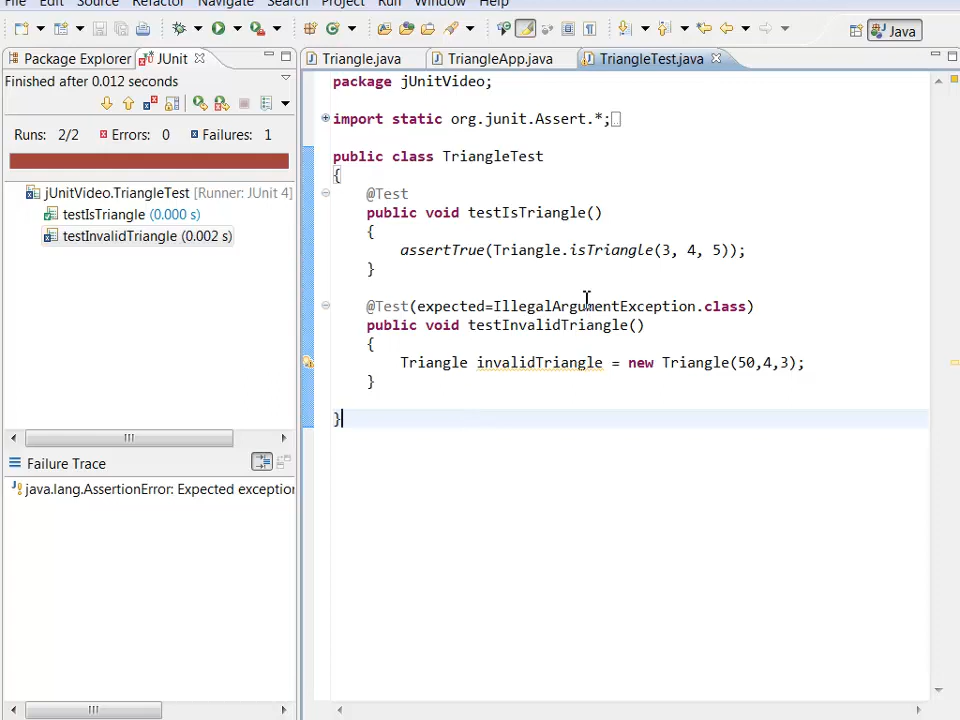 File Edit Source Refactor Navigate Search Project Run Window Help
Java
Package Explorer JUnit
Triangle.java TriangleApp.java TriangleTest.java
Finished after 0.012 seconds
Runs: 2/2 Errors: 0 Failures: 1
jUnitVideo.TriangleTest [Runner: JUnit 4]
testIsTriangle (0.000 s)
testInvalidTriangle (0.002 s)
Failure Trace
java.lang.AssertionError: Expected exception
package jUnitVideo;
import static org.junit.Assert.*;
public class TriangleTest
{
@Test
public void testIsTriangle()
{
assertTrue(Triangle.isTriangle(3, 4, 5));
}
@Test(expected=IllegalArgumentException.class)
public void testInvalidTriangle()
{
Triangle invalidTriangle = new Triangle(50,4,3);
}
}